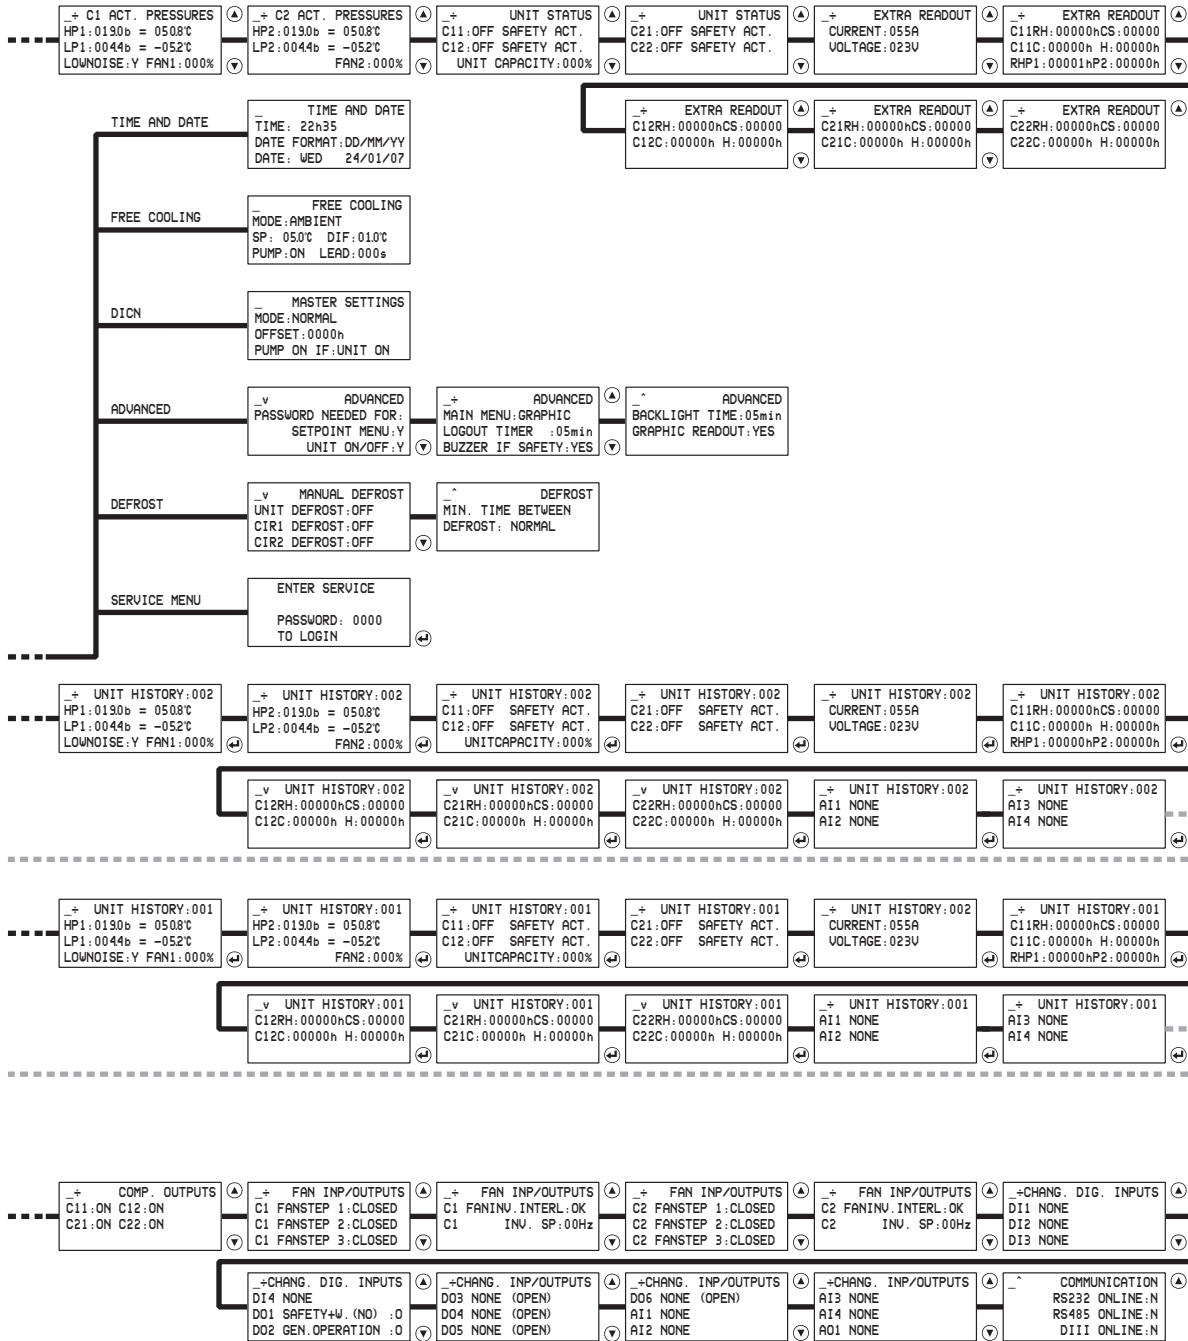 _÷ C1 ACT. PRESSURES
HP1:019.0b = 050.8℃
LP1:004.4b = -05.2℃
LOWNOISE:Y FAN1:000%
_÷ C2 ACT. PRESSURES
HP2:019.0b = 050.8℃
LP2:004.4b = -05.2℃
FAN2:000%
_÷ UNIT STATUS
C11:OFF SAFETY ACT.
C12:OFF SAFETY ACT.
UNIT CAPACITY:000%
_÷ UNIT STATUS
C21:OFF SAFETY ACT.
C22:OFF SAFETY ACT.
_÷ EXTRA READOUT
CURRENT:055A
VOLTAGE:023V
_÷ EXTRA READOUT
C11RH:00000hCS:00000
C11C:00000h H:00000h
RHP1:00001hP2:00000h
_÷ EXTRA READOUT
C12RH:00000hCS:00000
C12C:00000h H:00000h
_÷ EXTRA READOUT
C21RH:00000hCS:00000
C21C:00000h H:00000h
_÷ EXTRA READOUT
C22RH:00000hCS:00000
C22C:00000h H:00000h
TIME AND DATE
_ TIME AND DATE
TIME: 22h35
DATE FORMAT:DD/MM/YY
DATE: WED 24/01/07
FREE COOLING
_ FREE COOLING
MODE:AMBIENT
SP: 05.0℃ DIF:01.0℃
PUMP:ON LEAD:000s
DICN
_ MASTER SETTINGS
MODE:NORMAL
OFFSET:0000h
PUMP ON IF:UNIT ON
ADVANCED
_v ADVANCED
PASSWORD NEEDED FOR:
SETPOINT MENU:Y
UNIT ON/OFF:Y
_÷ ADVANCED
MAIN MENU:GRAPHIC
LOGOUT TIMER :05min
BUZZER IF SAFETY:YES
_^ ADVANCED
BACKLIGHT TIME:05min
GRAPHIC READOUT:YES
DEFROST
_v MANUAL DEFROST
UNIT DEFROST:OFF
CIR1 DEFROST:OFF
CIR2 DEFROST:OFF
_^ DEFROST
MIN. TIME BETWEEN
DEFROST: NORMAL
SERVICE MENU
ENTER SERVICE
PASSWORD: 0000
TO LOGIN
_÷ UNIT HISTORY:002
HP1:019.0b = 050.8℃
LP1:004.4b = -05.2℃
LOWNOISE:Y FAN1:000%
_÷ UNIT HISTORY:002
HP2:019.0b = 050.8℃
LP2:004.4b = -05.2℃
FAN2:000%
_÷ UNIT HISTORY:002
C11:OFF SAFETY ACT.
C12:OFF SAFETY ACT.
UNITCAPACITY:000%
_÷ UNIT HISTORY:002
C21:OFF SAFETY ACT.
C22:OFF SAFETY ACT.
_÷ UNIT HISTORY:002
CURRENT:055A
VOLTAGE:023V
_÷ UNIT HISTORY:002
C11RH:00000hCS:00000
C11C:00000h H:00000h
RHP1:00000hP2:00000h
_v UNIT HISTORY:002
C12RH:00000hCS:00000
C12C:00000h H:00000h
_v UNIT HISTORY:002
C21RH:00000hCS:00000
C21C:00000h H:00000h
_v UNIT HISTORY:002
C22RH:00000hCS:00000
C22C:00000h H:00000h
_÷ UNIT HISTORY:002
AI1 NONE
AI2 NONE
_÷ UNIT HISTORY:002
AI3 NONE
AI4 NONE
_÷ UNIT HISTORY:001
HP1:019.0b = 050.8℃
LP1:004.4b = -05.2℃
LOWNOISE:Y FAN1:000%
_÷ UNIT HISTORY:001
HP2:019.0b = 050.8℃
LP2:004.4b = -05.2℃
FAN2:000%
_÷ UNIT HISTORY:001
C11:OFF SAFETY ACT.
C12:OFF SAFETY ACT.
UNITCAPACITY:000%
_÷ UNIT HISTORY:001
C21:OFF SAFETY ACT.
C22:OFF SAFETY ACT.
_÷ UNIT HISTORY:002
CURRENT:055A
VOLTAGE:023V
_÷ UNIT HISTORY:001
C11RH:00000hCS:00000
C11C:00000h H:00000h
RHP1:00000hP2:00000h
_v UNIT HISTORY:001
C12RH:00000hCS:00000
C12C:00000h H:00000h
_v UNIT HISTORY:001
C21RH:00000hCS:00000
C21C:00000h H:00000h
_v UNIT HISTORY:001
C22RH:00000hCS:00000
C22C:00000h H:00000h
_÷ UNIT HISTORY:001
AI1 NONE
AI2 NONE
_÷ UNIT HISTORY:001
AI3 NONE
AI4 NONE
_÷ COMP. OUTPUTS
C11:ON C12:ON
C21:ON C22:ON
_÷ FAN INP/OUTPUTS
C1 FANSTEP 1:CLOSED
C1 FANSTEP 2:CLOSED
C1 FANSTEP 3:CLOSED
_÷ FAN INP/OUTPUTS
C1 FANINV.INTERL:OK
C1 INV. SP:00Hz
_÷ FAN INP/OUTPUTS
C2 FANSTEP 1:CLOSED
C2 FANSTEP 2:CLOSED
C2 FANSTEP 3:CLOSED
_÷ FAN INP/OUTPUTS
C2 FANINV.INTERL:OK
C2 INV. SP:00Hz
_÷CHANG. DIG. INPUTS
DI1 NONE
DI2 NONE
DI3 NONE
_÷CHANG. DIG. INPUTS
DI4 NONE
DO1 SAFETY+W.(NO) :O
DO2 GEN.OPERATION :O
_÷CHANG. INP/OUTPUTS
DO3 NONE (OPEN)
DO4 NONE (OPEN)
DO5 NONE (OPEN)
_÷CHANG. INP/OUTPUTS
DO6 NONE (OPEN)
AI1 NONE
AI2 NONE
_÷CHANG. INP/OUTPUTS
AI3 NONE
AI4 NONE
AO1 NONE
_^ COMMUNICATION
RS232 ONLINE:N
RS485 ONLINE:N
DIII ONLINE:N